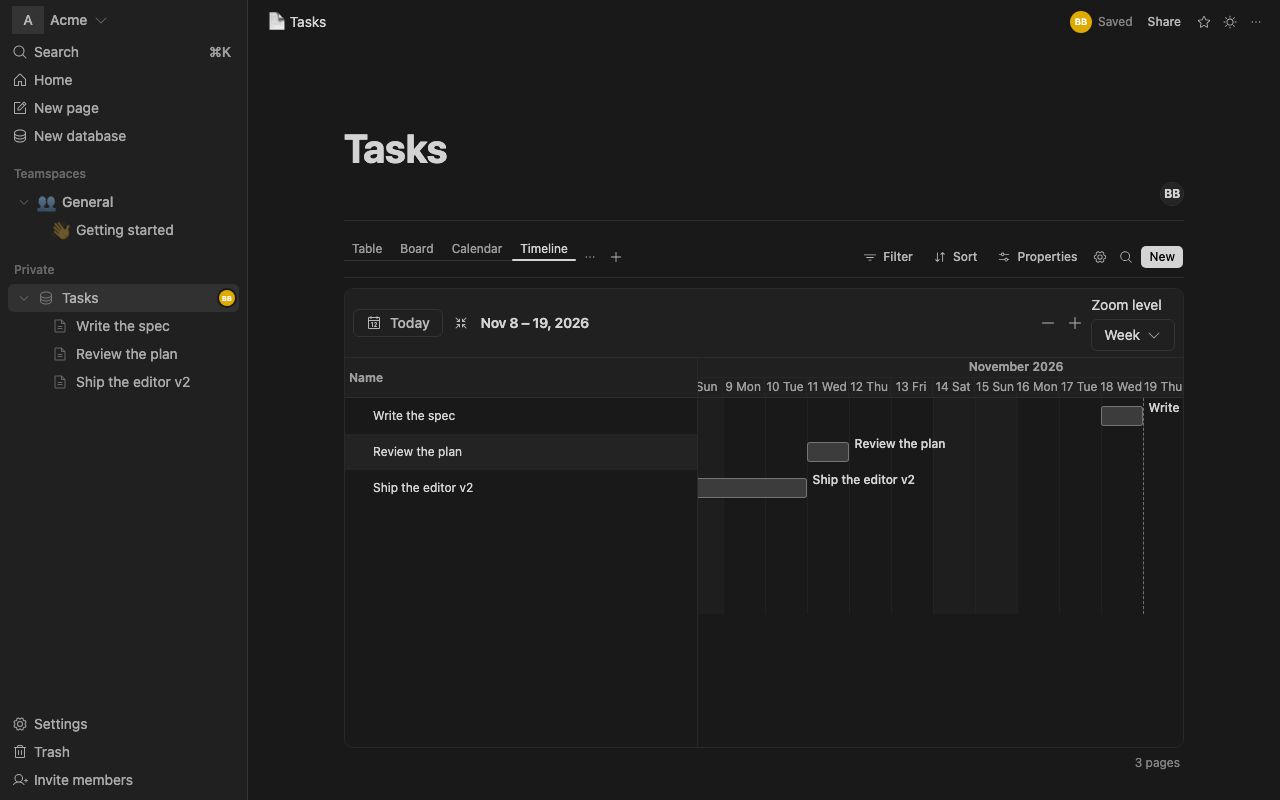 A Acme
Search ⌘K
Home
New page
New database
Teamspaces
General
Getting started
Private
Tasks BB
Write the spec
Review the plan
Ship the editor v2
Settings
Trash
Invite members
Tasks
BB Saved Share
Tasks
BB
Table Board Calendar Timeline
Filter Sort Properties New
Today Nov 8 – 19, 2026
Zoom level
Week
Name
November 2026
Sun 9 Mon 10 Tue 11 Wed 12 Thu 13 Fri 14 Sat 15 Sun 16 Mon 17 Tue 18 Wed 19 Thu
Write the spec Write
Review the plan Review the plan
Ship the editor v2 Ship the editor v2
3 pages